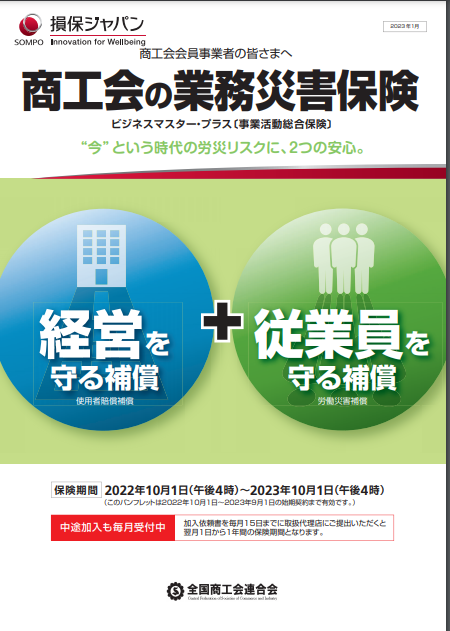 損保ジャパン
SOMPO Innovation for Wellbeing
2023年1月
商工会会員事業者の皆さまへ
商工会の業務災害保険
ビジネスマスター・プラス〔事業活動総合保険〕
“今”という時代の労災リスクに、2つの安心。
経営を
守る補償
使用者賠償補償
+
従業員を
守る補償
労働災害補償
保険期間 2022年10月1日(午後4時)～2023年10月1日(午後4時)
(このパンフレットは2022年10月1日～2023年9月1日の始期契約まで有効です。)
中途加入も毎月受付中
加入依頼書を毎月15日までに取扱代理店にご提出いただくと
翌月1日から1年間の保険期間となります。
全国商工会連合会
Central Federation of Societies of Commerce and Industry